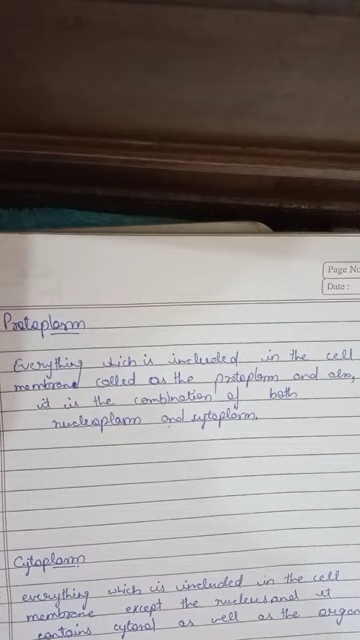 Page No
Date :
Protoplasm
Everything which is included in the cell
membrane called as the protoplasm and also,
it is the combination of both
nucleoplasm and cytoplasm.
Cytoplasm
everything which is included in the cell
membrane except the nucleus and it
contains cytosol as well as the organ